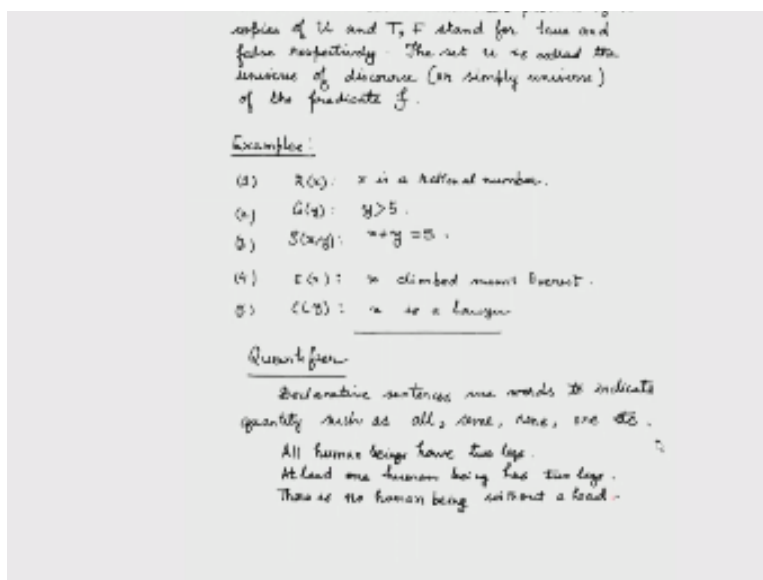 copies of U and T, F stand for true and
false respectively. The set U is called the
universe of discourse (or simply universe)
of the predicate f.
Examples:
(1) R(x): x is a rational number.
(2) G(y): y>5.
(3) S(x,y): x+y=5.
(4) E(x): x climbed mount Everest.
(5) x is a lawyer
Quantifier
Declarative sentences use words to indicate
quantity such as all, some, none, one etc.
All human beings have two legs.
At least one human being has two legs.
There is no human being without a head.